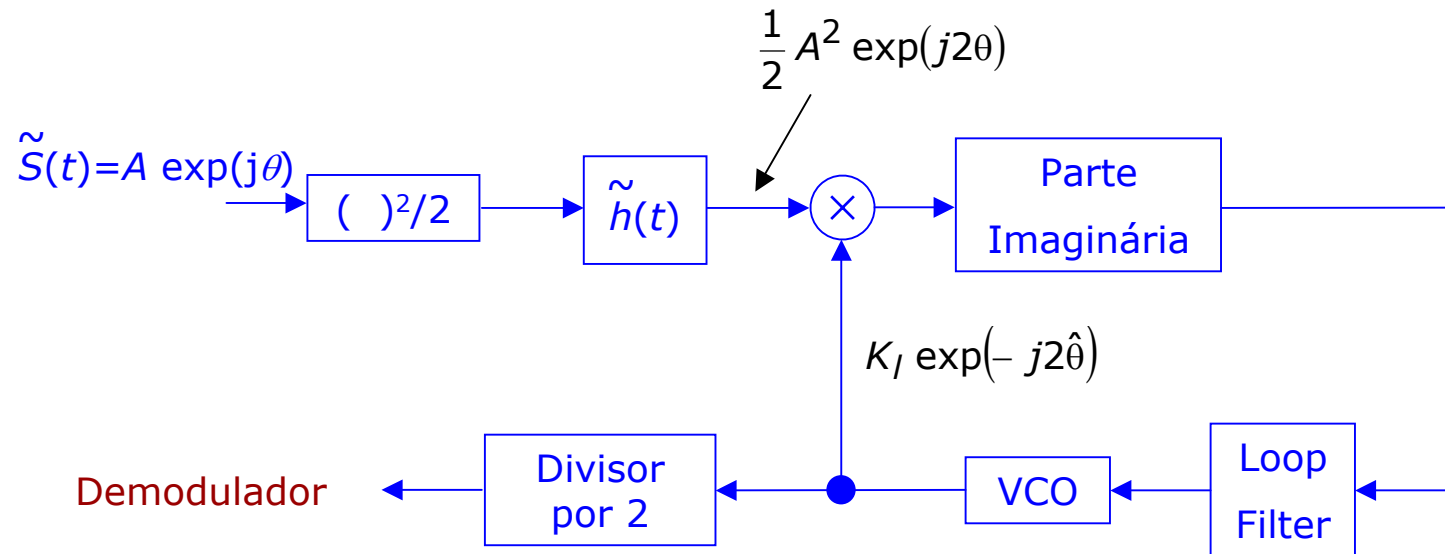 ½ A² exp(j2θ)
S̃(t)=A exp(jθ)
( )²/2
h̃(t)
×
Parte
Imaginária
K_l exp(– j2θ̂)
Demodulador
Divisor
por 2
VCO
Loop
Filter